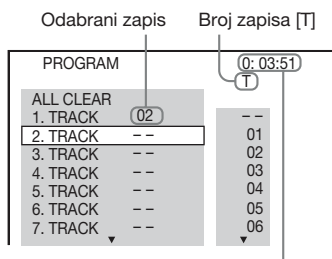 Odabrani zapis Broj zapisa [T]
PROGRAM 0: 03:51
T
ALL CLEAR
1. TRACK 02 – –
2. TRACK – – 01
3. TRACK – – 02
4. TRACK – – 03
5. TRACK – – 04
6. TRACK – – 05
7. TRACK – – 06